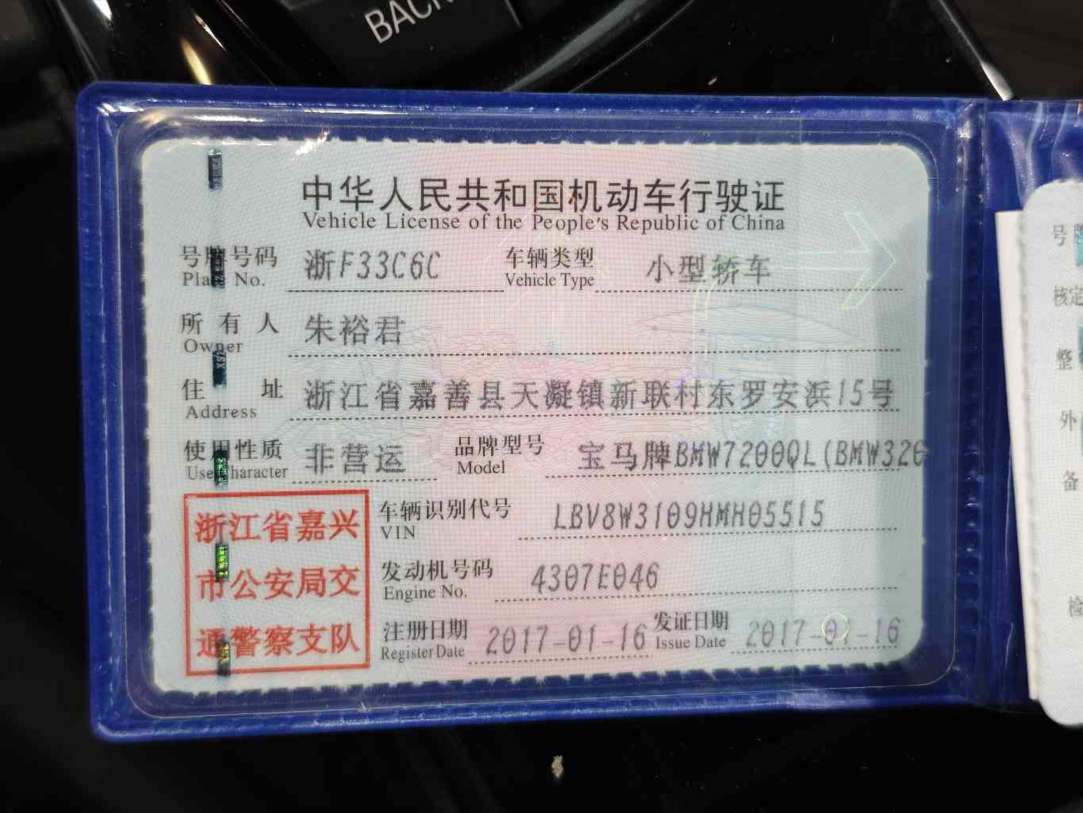 BACK
中华人民共和国机动车行驶证
Vehicle License of the People's Republic of China
号牌号码 浙F33C6C 车辆类型 小型轿车
Plate No. Vehicle Type
所有人 朱裕君
Owner
住址 浙江省嘉善县天凝镇新联村东罗安浜15号
Address
使用性质 非营运 品牌型号 宝马牌BMW7200QL(BMW320
Use Character Model
浙江省嘉兴
市公安局交
通警察支队
车辆识别代号 LBV8W3109HMH05515
VIN
发动机号码 4307E046
Engine No.
注册日期 2017-01-16 发证日期 2017-01-16
Register Date Issue Date
号
核定
整
外
备
检